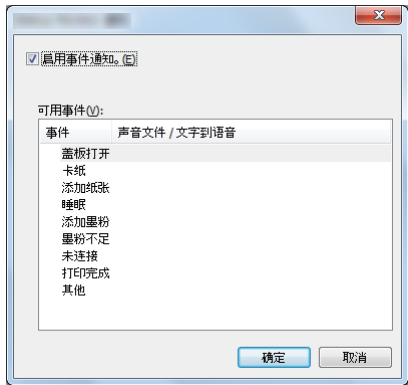 启用事件通知。(E)
可用事件(V):
事件 声音文件 / 文字到语音
盖板打开
卡纸
添加纸张
睡眠
添加墨粉
墨粉不足
未连接
打印完成
其他
确定 取消